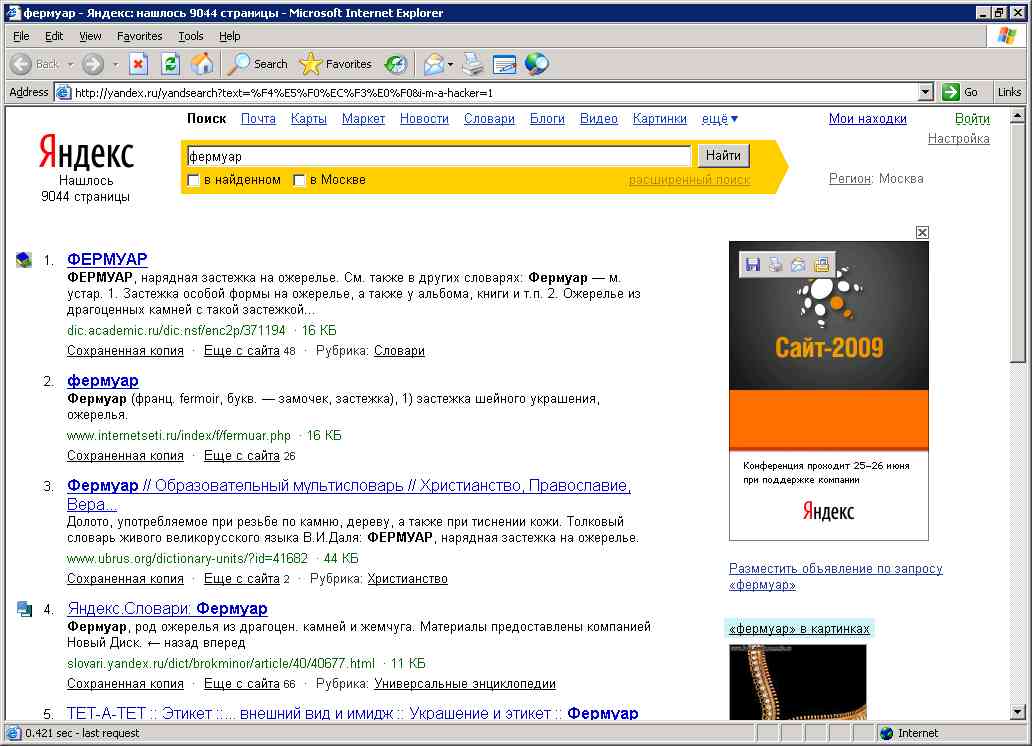 фермуар - Яндекс: нашлось 9044 страницы - Microsoft Internet Explorer
File Edit View Favorites Tools Help
Back Search Favorites
Address http://yandex.ru/yandsearch?text=%F4%E5%F0%EC%F3%E0%F0&i-m-a-hacker=1 Go Links
Поиск Почта Карты Маркет Новости Словари Блоги Видео Картинки ещё ▼ Мои находки Войти
Настройка
Яндекс
фермуар Найти
Нашлось
9044 страницы
в найденном в Москве расширенный поиск
Регион: Москва
1. ФЕРМУАР
ФЕРМУАР, нарядная застежка на ожерелье. См. также в других словарях: Фермуар — м.
устар. 1. Застежка особой формы на ожерелье, а также у альбома, книги и т.п. 2. Ожерелье из
драгоценных камней с такой застежкой...
dic.academic.ru/dic.nsf/enc2p/371194 · 16 КБ
Сохраненная копия · Еще с сайта 48 · Рубрика: Словари
2. фермуар
Фермуар (франц. fermoir, букв. — замочек, застежка), 1) застежка шейного украшения,
ожерелья.
www.internetseti.ru/index/f/fermuar.php · 16 КБ
Сохраненная копия · Еще с сайта 26
3. Фермуар // Образовательный мультисловарь // Христианство, Православие,
Вера...
Долото, употребляемое при резьбе по камню, дереву, а также при тиснении кожи. Толковый
словарь живого великорусского языка В.И.Даля: ФЕРМУАР, нарядная застежка на ожерелье.
www.ubrus.org/dictionary-units/?id=41682 · 44 КБ
Сохраненная копия · Еще с сайта 2 · Рубрика: Христианство
4. Яндекс.Словари: Фермуар
Фермуар, род ожерелья из драгоцен. камней и жемчуга. Материалы предоставлены компанией
Новый Диск. ← назад вперед
slovari.yandex.ru/dict/brokminor/article/40/40677.html · 11 КБ
Сохраненная копия · Еще с сайта 66 · Рубрика: Универсальные энциклопедии
5. ТЕТ-А-ТЕТ :: Этикет ::... внешний вид и имидж :: Украшение и этикет :: Фермуар
Сайт-2009
Конференция проходит 25–26 июня
при поддержке компании
Яндекс
Разместить объявление по запросу
«фермуар»
«фермуар» в картинках
0.421 sec - last request Internet